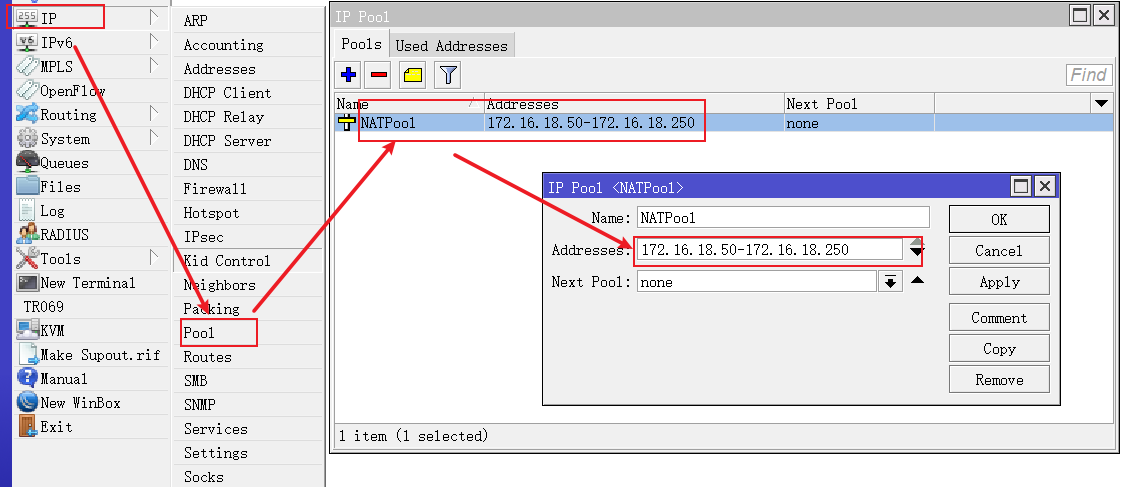 IP
IPv6
MPLS
OpenFlow
Routing
System
Queues
Files
Log
RADIUS
Tools
New Terminal
TR069
KVM
Make Supout.rif
Manual
New WinBox
Exit
ARP
Accounting
Addresses
DHCP Client
DHCP Relay
DHCP Server
DNS
Firewall
Hotspot
IPsec
Kid Control
Neighbors
Packing
Pool
Routes
SMB
SNMP
Services
Settings
Socks
IP Pool
Pools Used Addresses
Find
Name Addresses Next Pool
NATPool 172.16.18.50-172.16.18.250 none
IP Pool <NATPool>
Name: NATPool
Addresses: 172.16.18.50-172.16.18.250
Next Pool: none
OK
Cancel
Apply
Comment
Copy
Remove
1 item (1 selected)